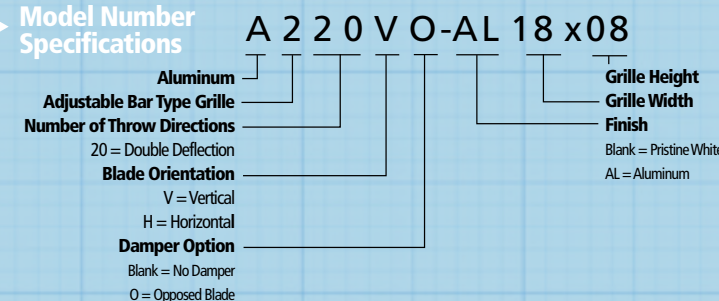 Model Number
Specifications
A 2 2 0 V O-AL 18 x08
Aluminum
Adjustable Bar Type Grille
Number of Throw Directions
20 = Double Deflection
Blade Orientation
V = Vertical
H = Horizontal
Damper Option
Blank = No Damper
O = Opposed Blade
Grille Height
Grille Width
Finish
Blank = Pristine White
AL = Aluminum